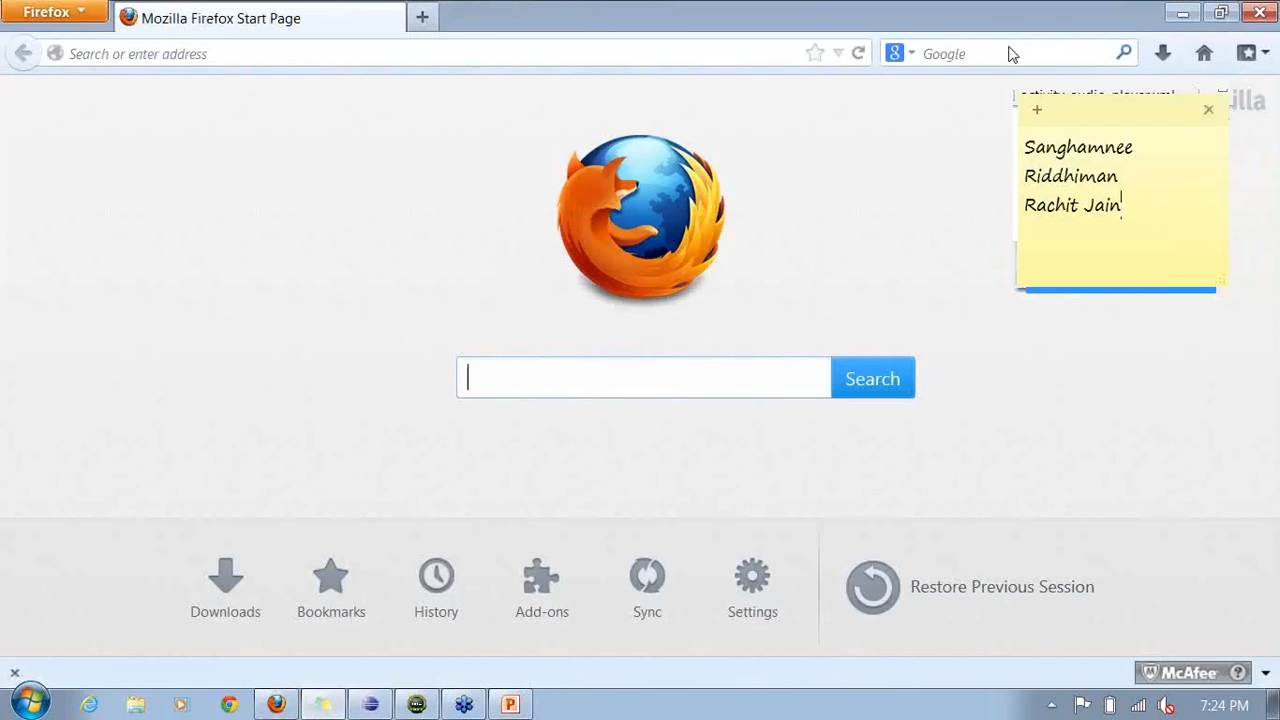 Firefox
Mozilla Firefox Start Page
Search or enter address
Google
Sanghamnee
Riddhiman
Rachit Jain
Search
Downloads
Bookmarks
History
Add-ons
Sync
Settings
Restore Previous Session
McAfee
7:24 PM